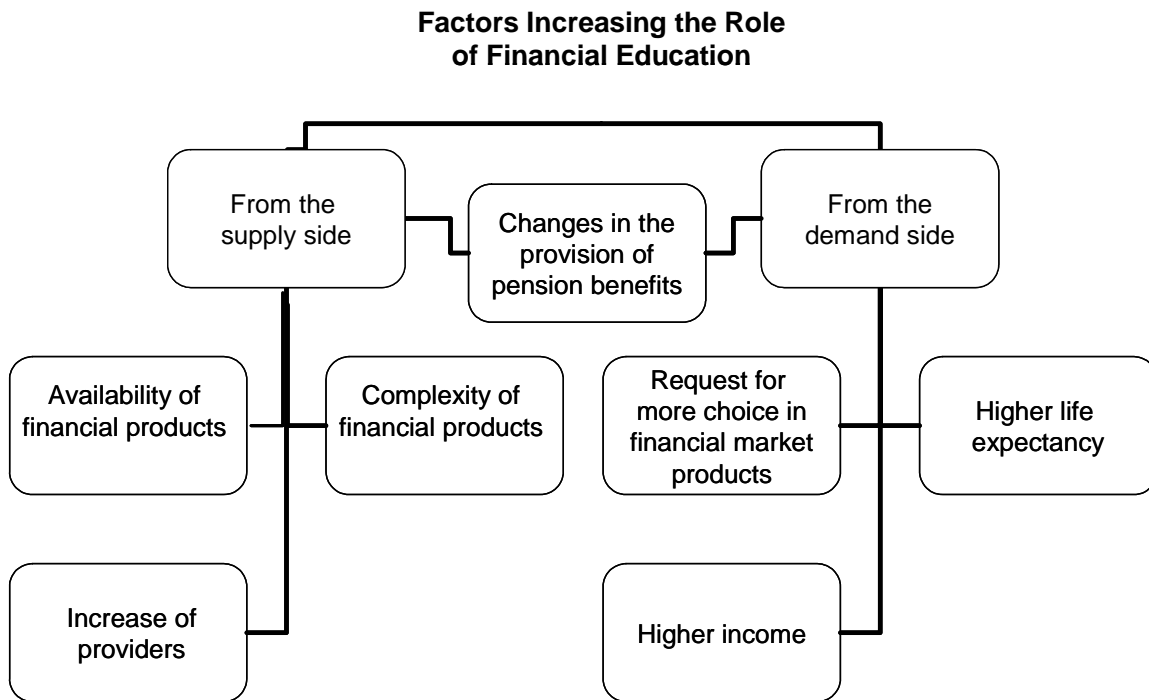 Factors Increasing the Role
of Financial Education
From the
supply side
Changes in the
provision of
pension benefits
From the
demand side
Availability of
financial products
Complexity of
financial products
Request for
more choice in
financial market
products
Higher life
expectancy
Increase of
providers
Higher income